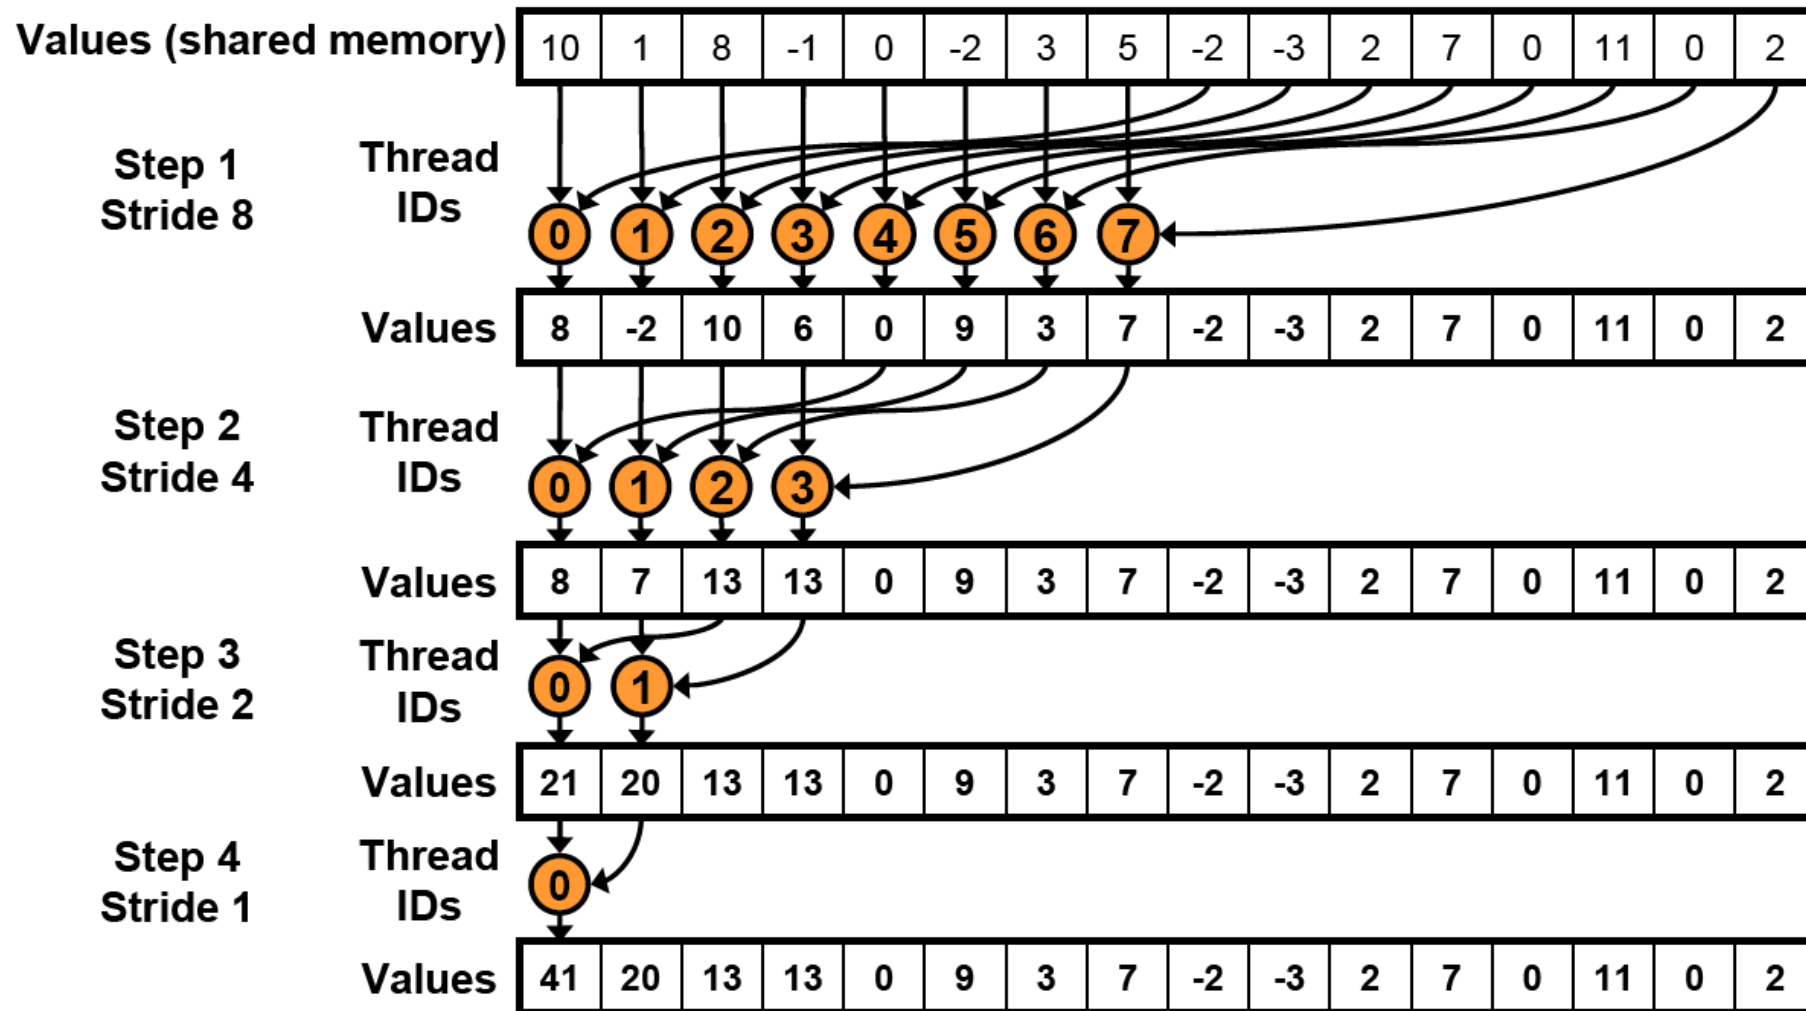 Values (shared memory) 10 1 8 -1 0 -2 3 5 -2 -3 2 7 0 11 0 2
Step 1 Thread
Stride 8 IDs
0 1 2 3 4 5 6 7
Values 8 -2 10 6 0 9 3 7 -2 -3 2 7 0 11 0 2
Step 2 Thread
Stride 4 IDs
0 1 2 3
Values 8 7 13 13 0 9 3 7 -2 -3 2 7 0 11 0 2
Step 3 Thread
Stride 2 IDs
0 1
Values 21 20 13 13 0 9 3 7 -2 -3 2 7 0 11 0 2
Step 4 Thread
Stride 1 IDs
0
Values 41 20 13 13 0 9 3 7 -2 -3 2 7 0 11 0 2